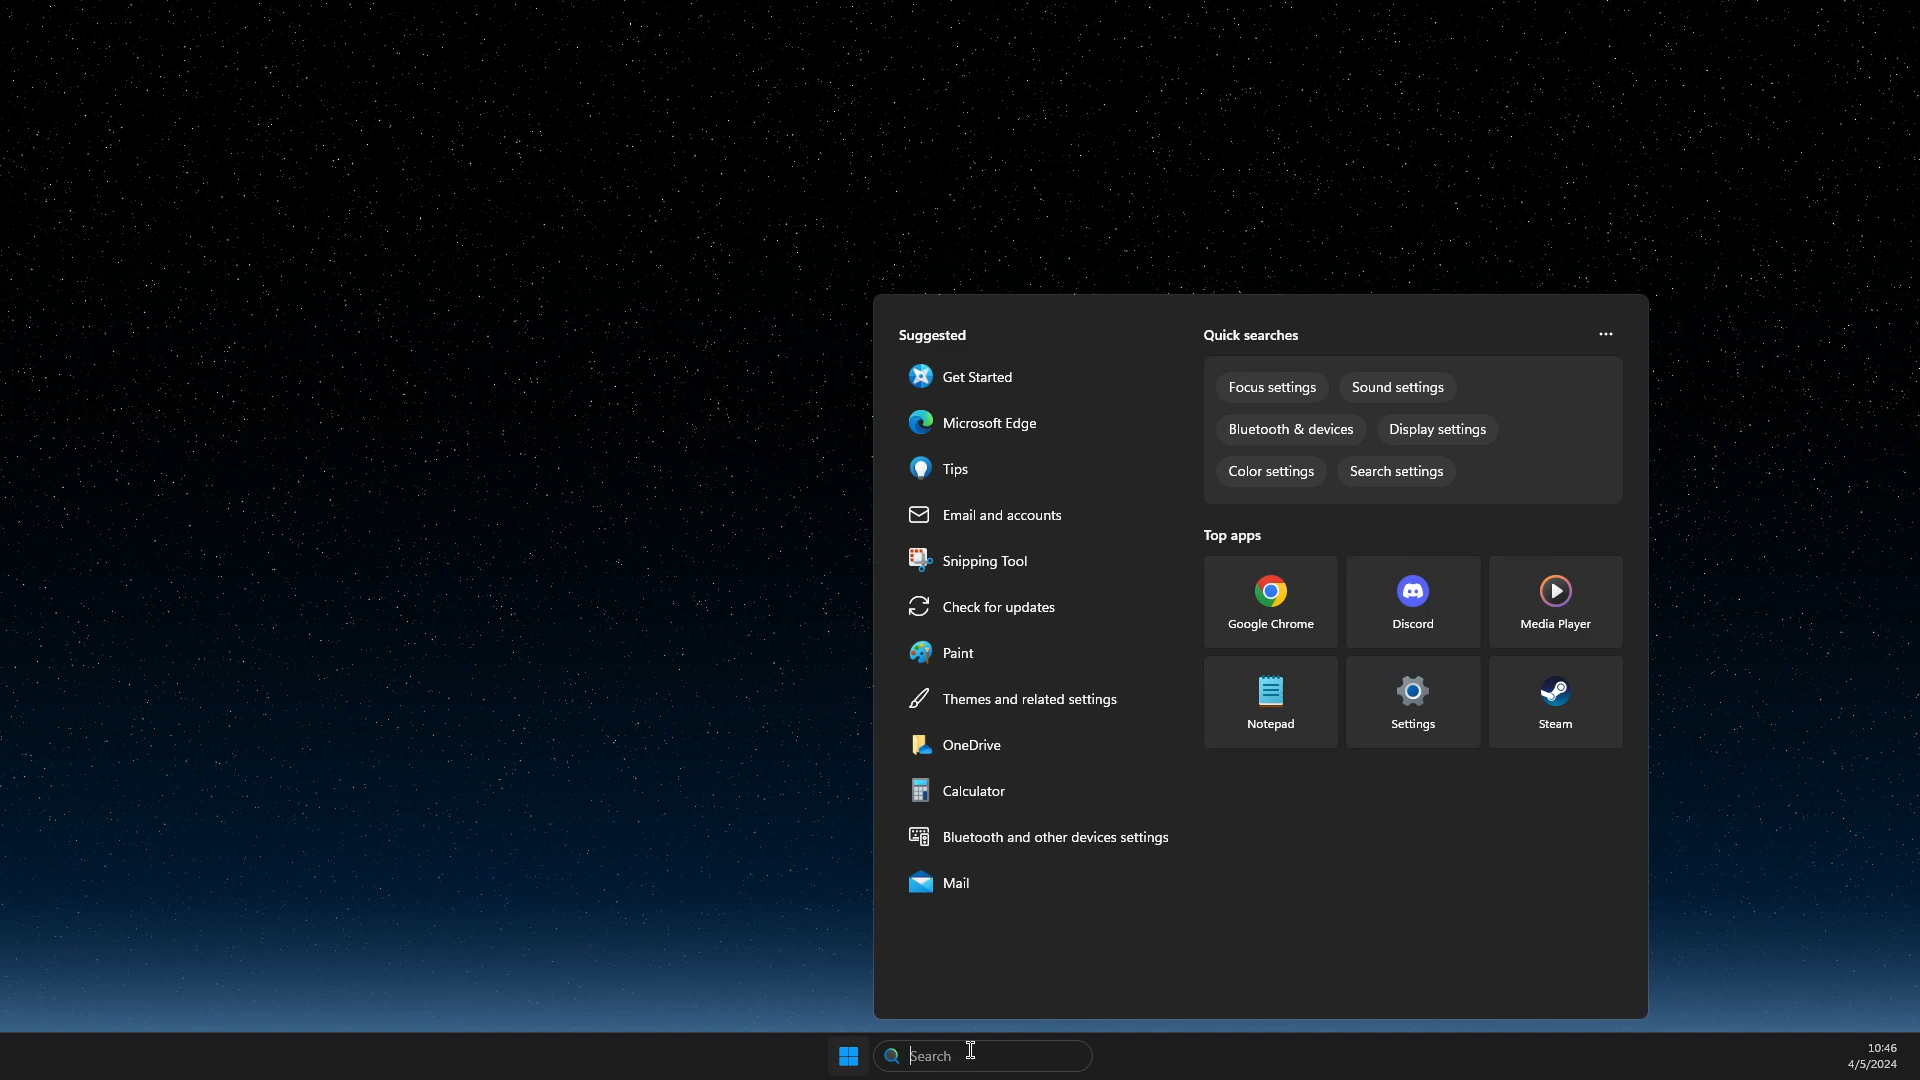 Suggested
Get Started
Microsoft Edge
Tips
Email and accounts
Snipping Tool
Check for updates
Paint
Themes and related settings
OneDrive
Calculator
Bluetooth and other devices settings
Mail
Quick searches
Focus settings
Sound settings
Bluetooth & devices
Display settings
Color settings
Search settings
Top apps
Google Chrome
Discord
Media Player
Notepad
Settings
Steam
Search
10:46
4/5/2024